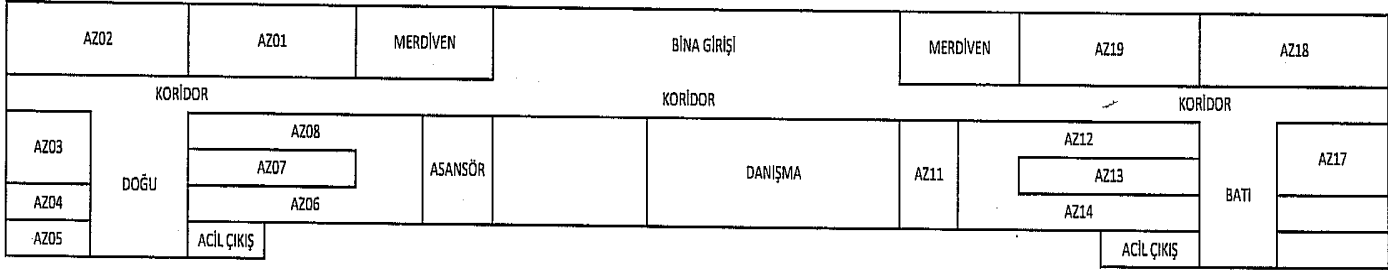 AZ02
AZ01
MERDİVEN
BİNA GİRİŞİ
MERDİVEN
AZ19
AZ18
KORİDOR
KORİDOR
KORİDOR
AZ03
AZ08
AZ12
AZ17
AZ07
ASANSÖR
DANIŞMA
AZ11
AZ13
DOĞU
BATI
AZ04
AZ06
AZ14
AZ05
ACİL ÇIKIŞ
ACİL ÇIKIŞ